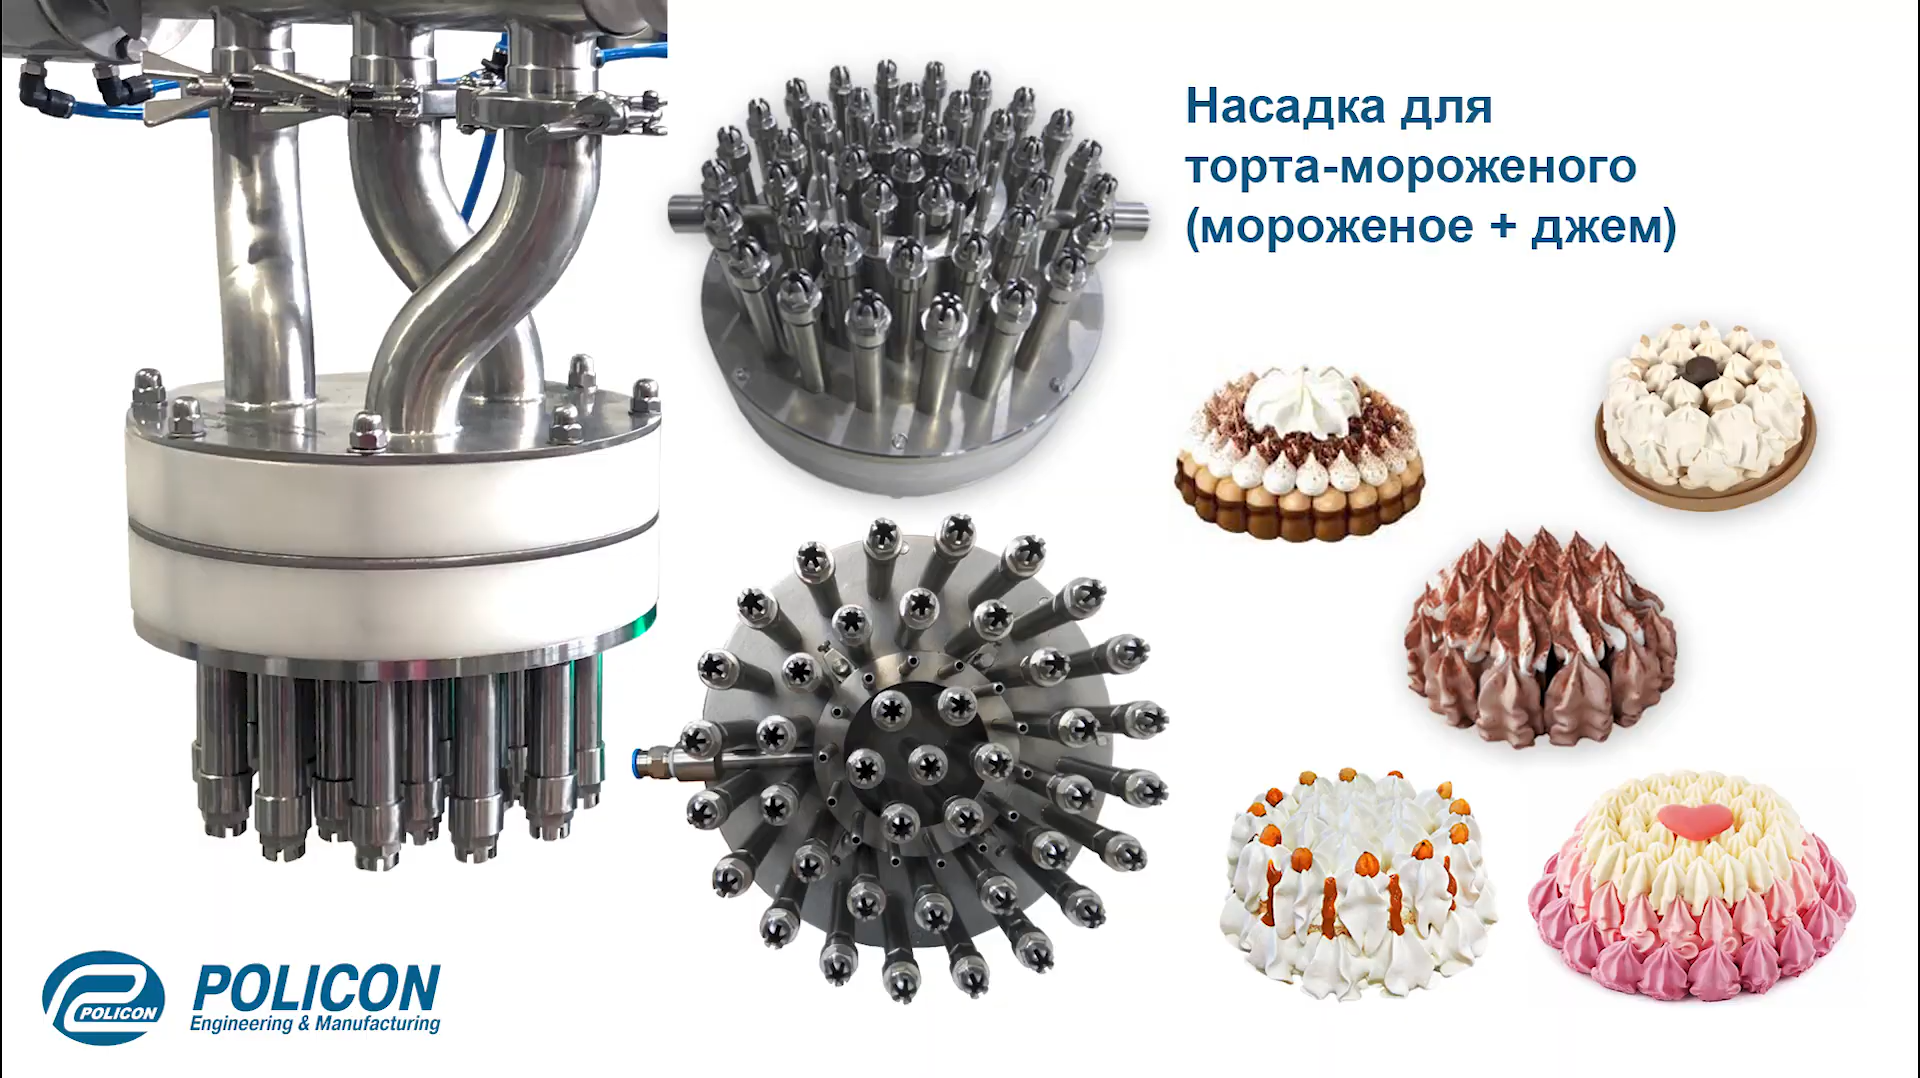 Насадка для
торта-мороженого
(мороженое + джем)
POLICON
POLICON
Engineering & Manufacturing